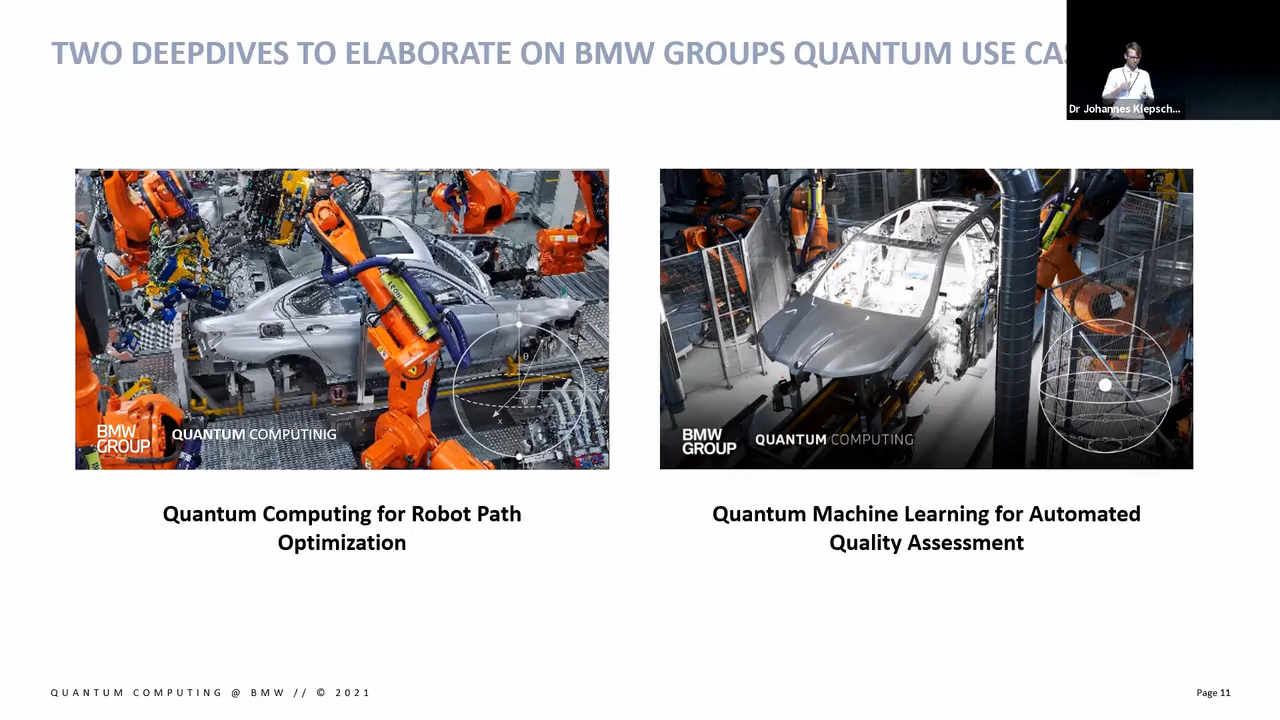 TWO DEEPDIVES TO ELABORATE ON BMW GROUPS QUANTUM USE
Dr Johannes Klepsch...
θ
φ
x
BMW
GROUP
QUANTUM COMPUTINIG
BMW
GROUP
QUANTUM COMPUTING
Quantum Computing for Robot Path
Optimization
Quantum Machine Learning for Automated
Quality Assessment
QUANTUM COMPUTING @ BMW // © 2021
Page 11